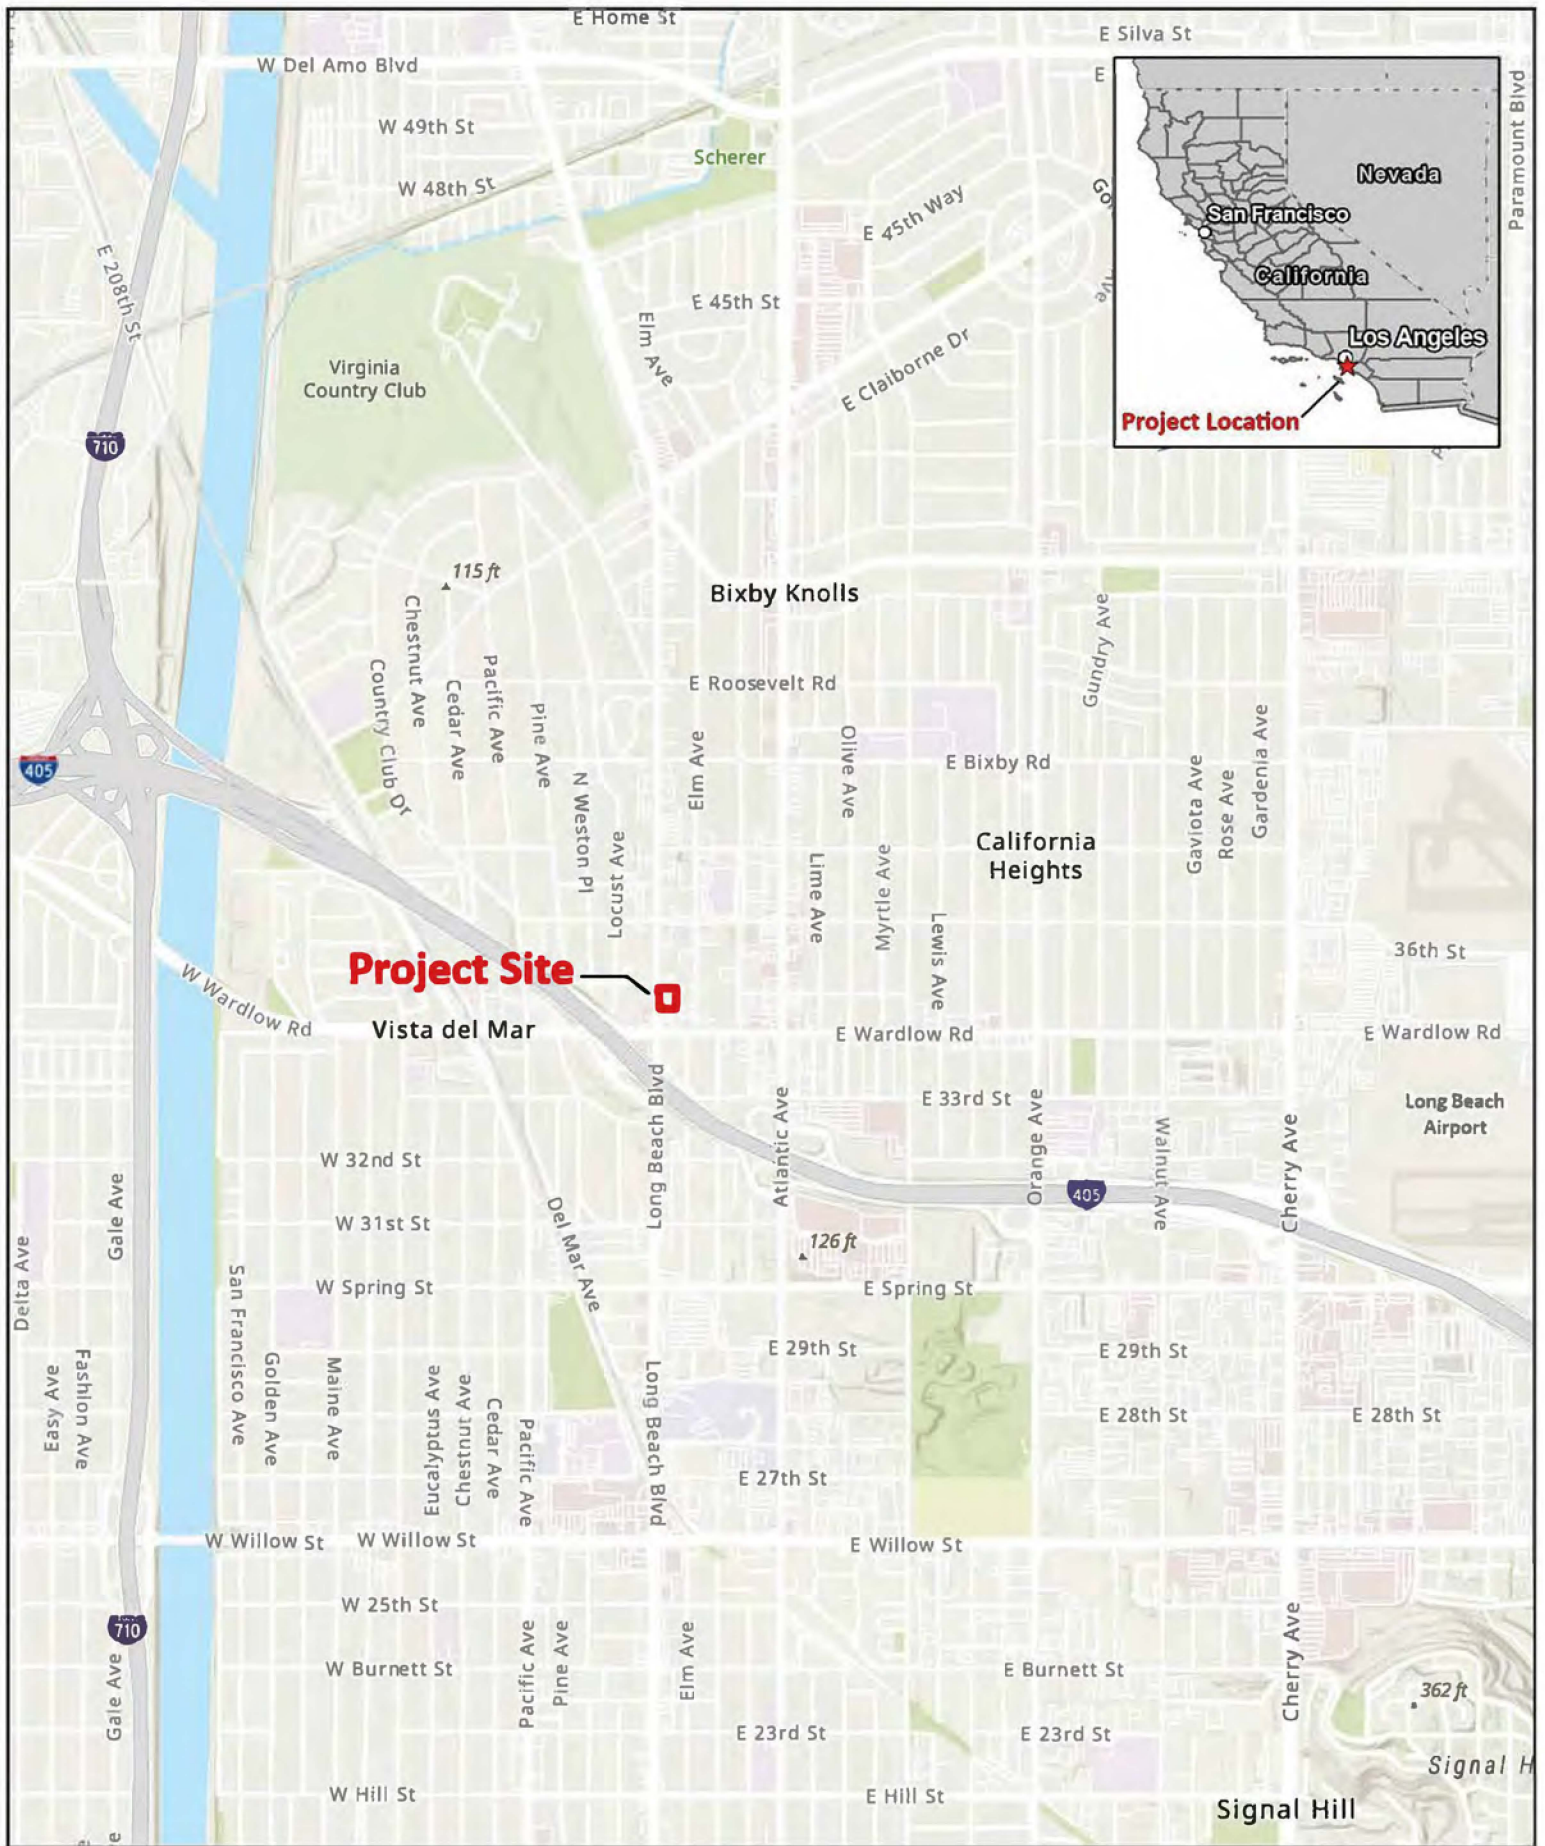 E Home St
E Silva St
W Del Amo Blvd
E
Paramount Blvd
W 49th St
Scherer
W 48th St
Nevada
San Francisco
California
Los Angeles
Project Location
E 45th Way
E 208th St
E 45th St
Elm Ave
E Claiborne Dr
Virginia
Country Club
710
115 ft
Bixby Knolls
Chestnut Ave
Gundry Ave
Country Club Dr
Cedar Ave
Pacific Ave
E Roosevelt Rd
Pine Ave
Elm Ave
Olive Ave
E Bixby Rd
Gaviota Ave
Rose Ave
Gardenia Ave
405
N Weston Pl
Locust Ave
California
Heights
Lime Ave
Myrtle Ave
Lewis Ave
36th St
Project Site
W Wardlow Rd
Vista del Mar
E Wardlow Rd
E Wardlow Rd
Long Beach Blvd
E 33rd St
Long Beach
Airport
Atlantic Ave
Orange Ave
Walnut Ave
Cherry Ave
W 32nd St
405
Gale Ave
W 31st St
Del Mar Ave
126 ft
Delta Ave
San Francisco Ave
W Spring St
E Spring St
E 29th St
E 29th St
Easy Ave
Fashion Ave
Golden Ave
Maine Ave
Eucalyptus Ave
Chestnut Ave
Cedar Ave
Pacific Ave
Long Beach Blvd
E 28th St
E 28th St
E 27th St
W Willow St
W Willow St
E Willow St
W 25th St
710
Gale Ave
W Burnett St
Pacific Ave
Pine Ave
Elm Ave
E Burnett St
Cherry Ave
362 ft
E 23rd St
E 23rd St
Signal H
W Hill St
E Hill St
Signal Hill